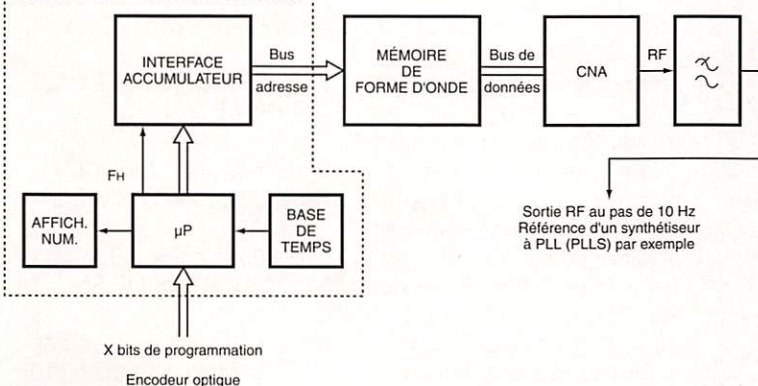 INTERFACE
ACCUMULATEUR
Bus
adresse
MÉMOIRE
DE
FORME D'ONDE
Bus de
données
CNA
RF
FH
AFFICH.
NUM.
µP
BASE
DE
TEMPS
Sortie RF au pas de 10 Hz
Référence d'un synthétiseur
à PLL (PLLS) par exemple
X bits de programmation
Encodeur optique